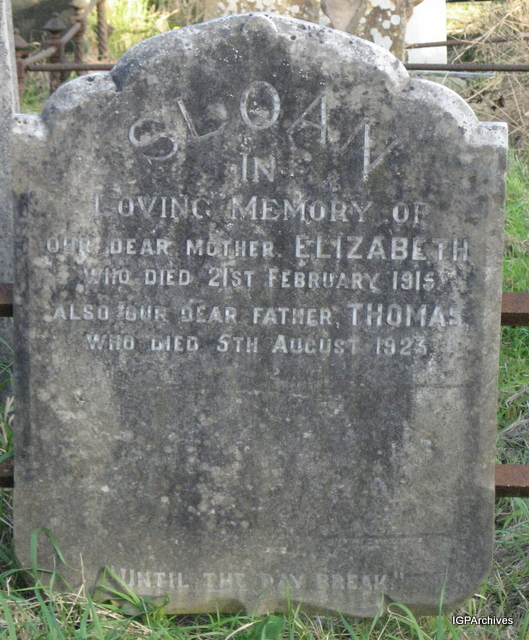 SLOAN
IN
LOVING MEMORY OF
OUR DEAR MOTHER ELIZABETH
WHO DIED 21ST FEBRUARY 1915
ALSO OUR DEAR FATHER, THOMAS
WHO DIED 5TH AUGUST 1923
"UNTIL THE DAY BREAK"
IGPArchives